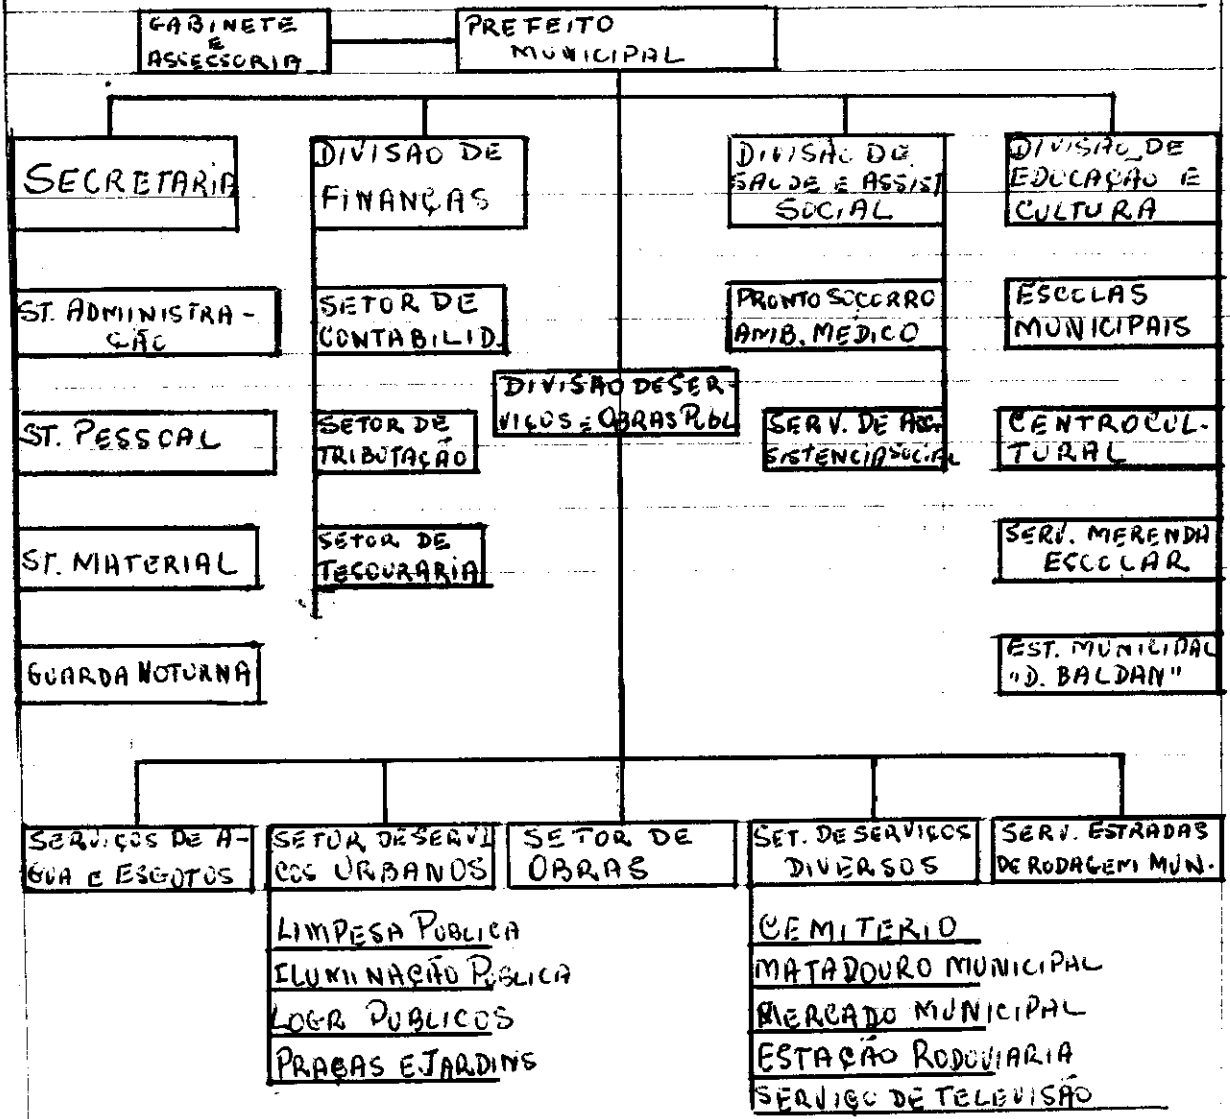 GABINETE
E
ASSESSORIA
PREFEITO
MUNICIPAL
SECRETARIA
DIVISAO DE
FINANÇAS
DIVISÃO DE
SAUDE E ASSIST
SOCIAL
DIVISÃO DE
EDUCAÇÃO E
CULTURA
ST. ADMINISTRA-
ÇÃO
SETOR DE
CONTABILID.
PRONTO SOCORRO
AMB. MEDICO
ESCOLAS
MUNICIPAIS
DIVISÃO DE SER-
VIÇOS E OBRAS PUBL
ST. PESSOAL
SETOR DE
TRIBUTAÇÃO
SERV. DE AS-
SISTENCIA SOCIAL
CENTRO CUL-
TURAL
ST. MATERIAL
SETOR DE
TESOURARIA
SERV. MERENDA
ESCOLAR
GUARDA NOTURNA
EST. MUNICIPAL
"D. BALDAN"
SERVIÇOS DE A-
GUA E ESGOTOS
SETOR DE SERVI
ÇOS URBANOS
SETOR DE
OBRAS
SET. DE SERVIÇOS
DIVERSOS
SERV. ESTRADAS
DE RODAGEM MUN.
LIMPESA PUBLICA
ILUMINAÇÃO PUBLICA
LOGR PUBLICOS
PRAÇAS E JARDINS
CEMITERIO
MATADOURO MUNICIPAL
MERCADO MUNICIPAL
ESTAÇÃO RODOVIARIA
SERVIÇO DE TELEVISÃO